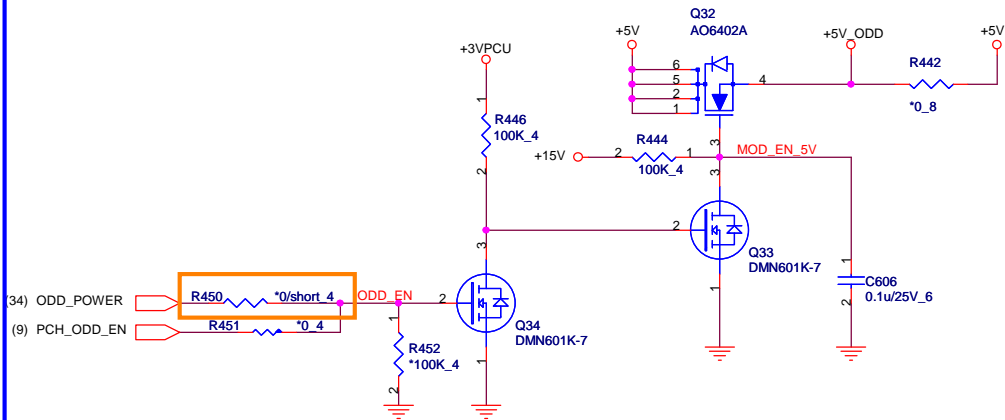 Q32
AO6402A
+5V
+5V_ODD
+5V
+3VPCU
6
5
2
1
4
R442
*0_8
1
R446
100K_4
2
3
+15V
2
R444
1
100K_4
MOD_EN_5V
3
2
Q33
DMN601K-7
1
3
1
C606
0.1u/25V_6
2
(34) ODD_POWER
R450
*0/short_4
ODD_EN
2
(9) PCH_ODD_EN
R451
*0_4
1
Q34
DMN601K-7
R452
*100K_4
2
1